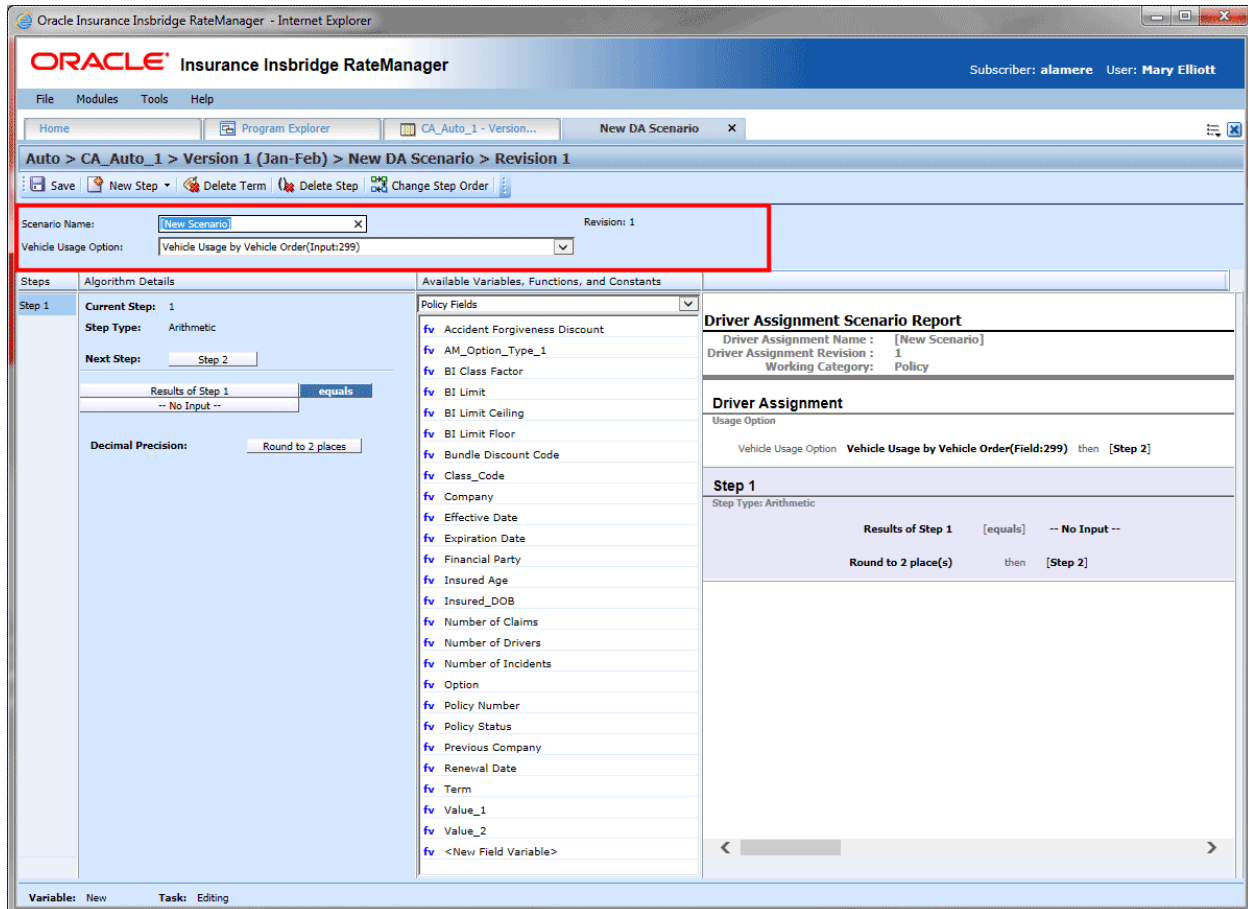 Oracle Insurance Insbridge RateManager - Internet Explorer
ORACLE Insurance Insbridge RateManager
Subscriber: alamere User: Mary Elliott
File Modules Tools Help
Home Program Explorer CA_Auto_1 - Version... New DA Scenario
Auto > CA_Auto_1 > Version 1 (Jan-Feb) > New DA Scenario > Revision 1
Save New Step Delete Term Delete Step Change Step Order
Scenario Name: [New Scenario] Revision: 1
Vehicle Usage Option: Vehicle Usage by Vehicle Order(Input:299)
Steps Algorithm Details Available Variables, Functions, and Constants
Step 1
Current Step: 1
Step Type: Arithmetic
Next Step: Step 2
Results of Step 1 equals
-- No Input --
Decimal Precision: Round to 2 places
Policy Fields
fv Accident Forgiveness Discount
fv AM_Option_Type_1
fv BI Class Factor
fv BI Limit
fv BI Limit Ceiling
fv BI Limit Floor
fv Bundle Discount Code
fv Class_Code
fv Company
fv Effective Date
fv Expiration Date
fv Financial Party
fv Insured Age
fv Insured_DOB
fv Number of Claims
fv Number of Drivers
fv Number of Incidents
fv Option
fv Policy Number
fv Policy Status
fv Previous Company
fv Renewal Date
fv Term
fv Value_1
fv Value_2
fv <New Field Variable>
Driver Assignment Scenario Report
Driver Assignment Name : [New Scenario]
Driver Assignment Revision : 1
Working Category: Policy
Driver Assignment
Usage Option
Vehicle Usage Option Vehicle Usage by Vehicle Order(Field:299) then [Step 2]
Step 1
Step Type: Arithmetic
Results of Step 1 [equals] -- No Input --
Round to 2 place(s) then [Step 2]
Variable: New Task: Editing